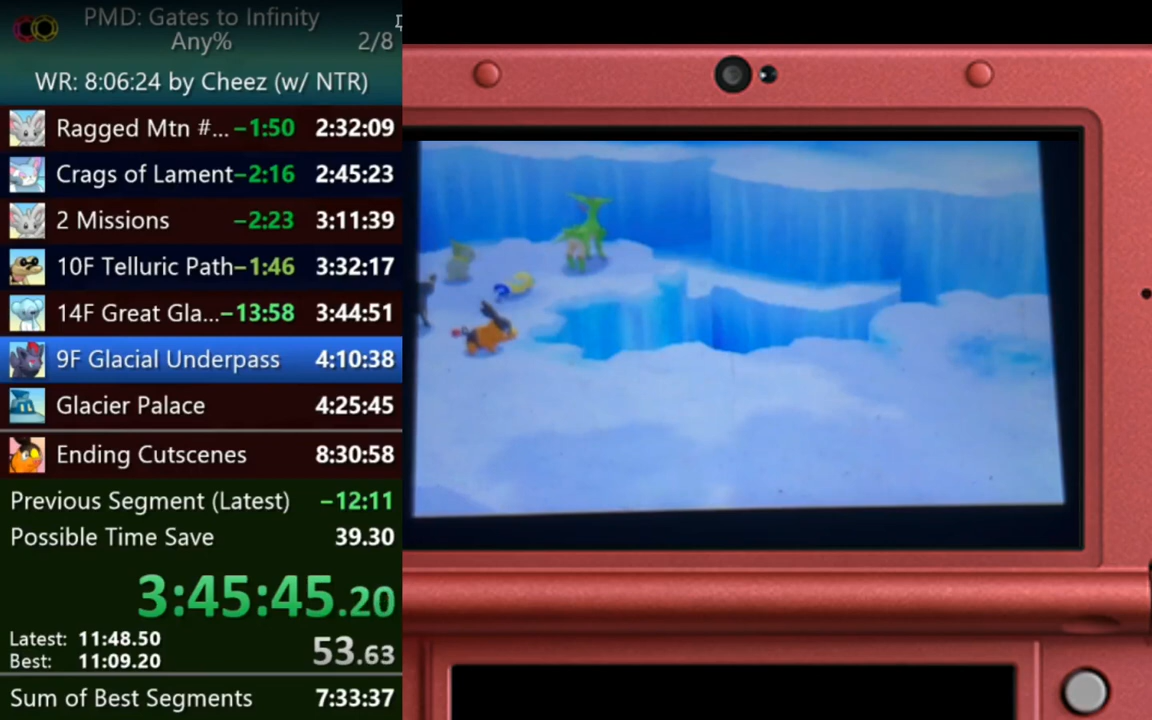 PMD: Gates to Infinity
Any% 2/8
WR: 8:06:24 by Cheez (w/ NTR)
Ragged Mtn #... −1:50 2:32:09
Crags of Lament −2:16 2:45:23
2 Missions −2:23 3:11:39
10F Telluric Path −1:46 3:32:17
14F Great Gla... −13:58 3:44:51
9F Glacial Underpass 4:10:38
Glacier Palace 4:25:45
Ending Cutscenes 8:30:58
Previous Segment (Latest) −12:11
Possible Time Save 39.30
3:45:45.20
Latest: 11:48.50
Best: 11:09.20
53.63
Sum of Best Segments 7:33:37